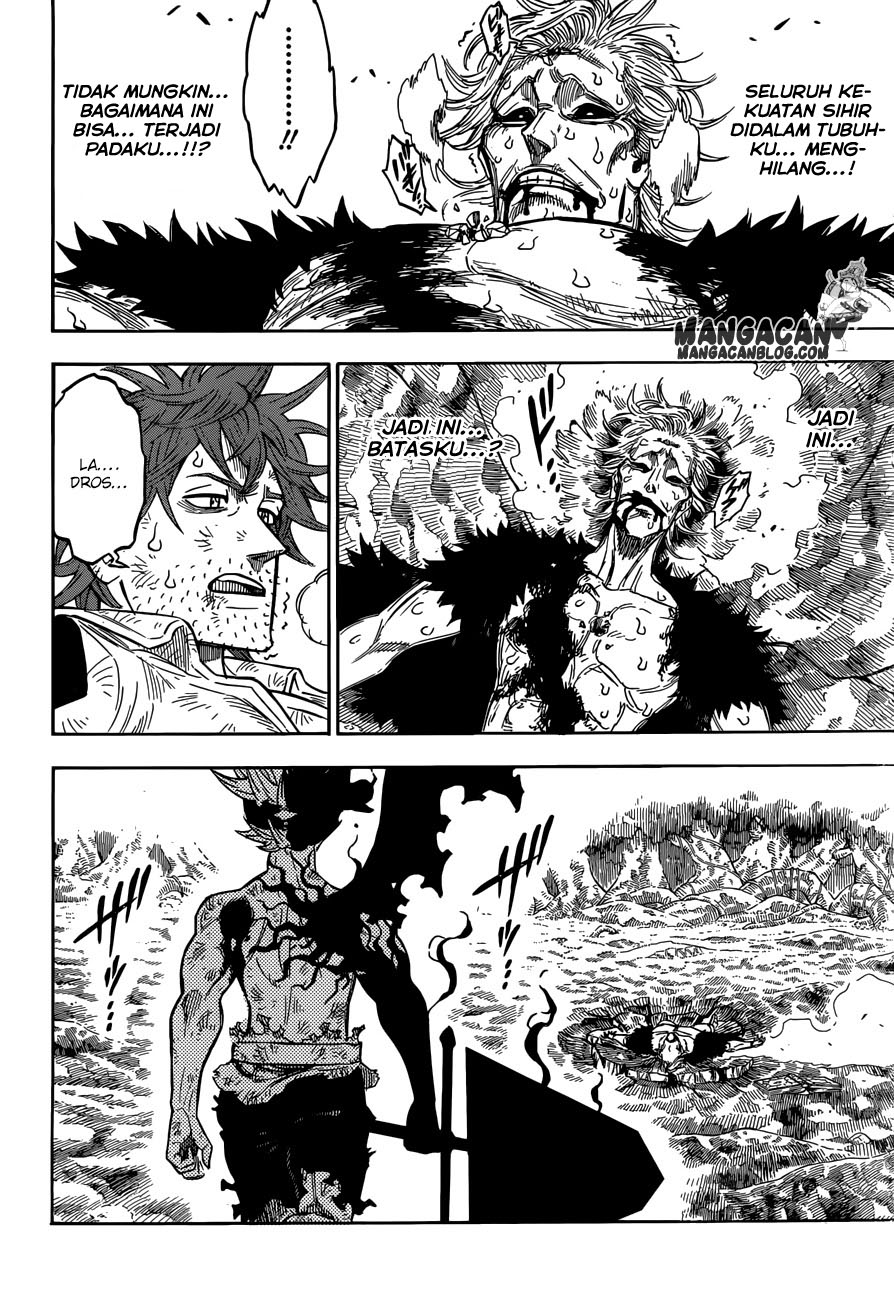 SELURUH KE-
KUATAN SIHIR
DIDALAM TUBUH-
KU... MENG-
HILANG...!
.........!!
TIDAK MUNGKIN...
BAGAIMANA INI
BISA... TERJADI
PADAKU...!!?
MANGACAN
MANGACANBLOG.COM
JADI
INI...
JADI INI...
BATASKU...?
LA....
DROS...